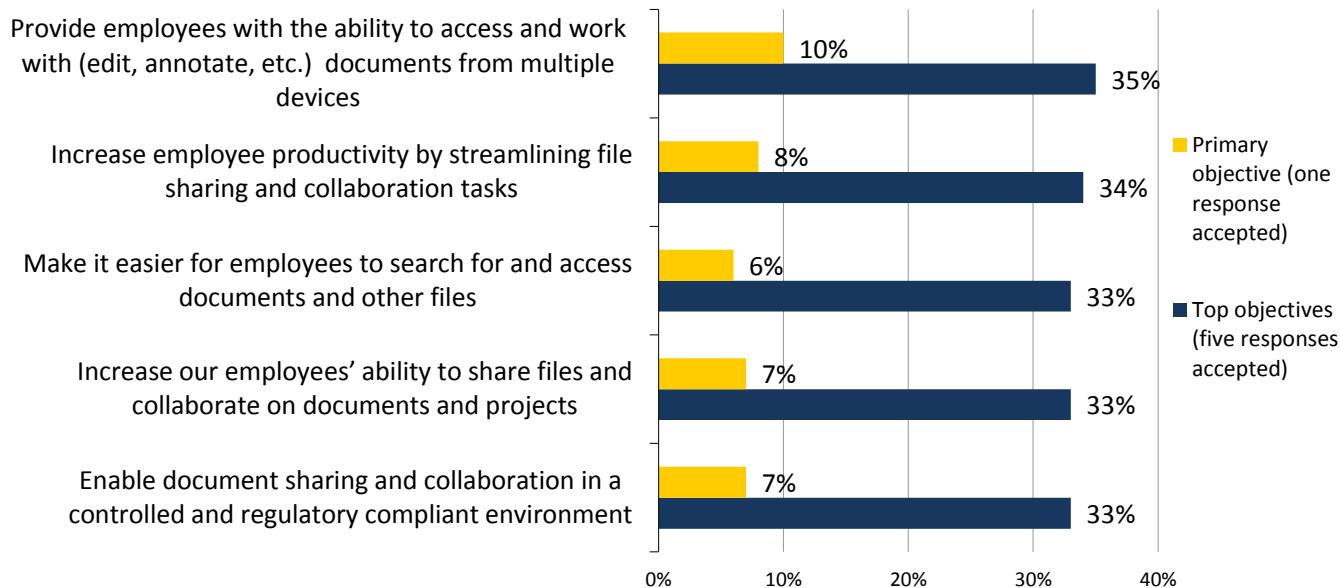 Provide employees with the ability to access and work
with (edit, annotate, etc.) documents from multiple
devices
10%
35%
Increase employee productivity by streamlining file
sharing and collaboration tasks
8%
34%
Make it easier for employees to search for and access
documents and other files
6%
33%
Increase our employees’ ability to share files and
collaborate on documents and projects
7%
33%
Enable document sharing and collaboration in a
controlled and regulatory compliant environment
7%
33%
0%
10%
20%
30%
40%
Primary
objective (one
response
accepted)
Top objectives
(five responses
accepted)